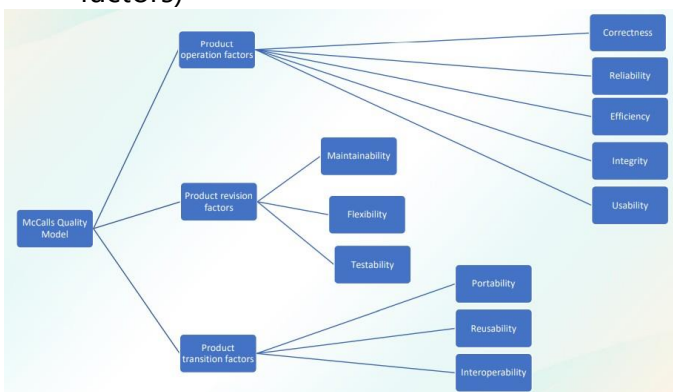 factors)
Product
operation factors
Correctness
Reliability
Efficiency
Integrity
Usability
Maintainability
Product revision
factors
Flexibility
Testability
McCalls Quality
Model
Portability
Reusability
Interoperability
Product
transition factors